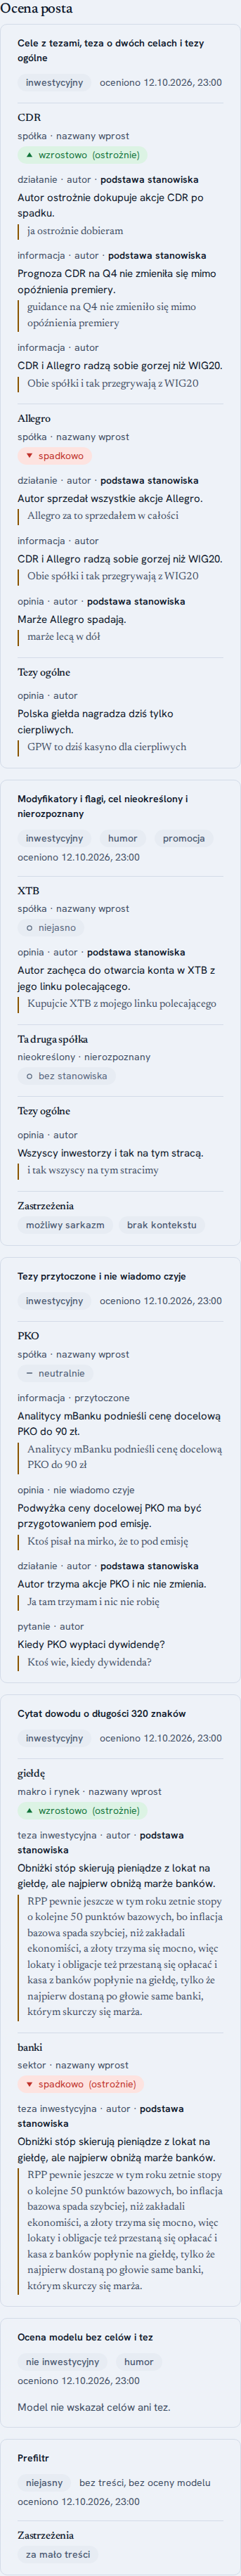 Ocena posta
Cele z tezami, teza o dwóch celach i tezy
ogólne
inwestycyjny oceniono 12.10.2026, 23:00
CDR
spółka · nazwany wprost
▲ wzrostowo (ostrożnie)
działanie · autor · podstawa stanowiska
Autor ostrożnie dokupuje akcje CDR po
spadku.
ja ostrożnie dobieram
informacja · autor · podstawa stanowiska
Prognoza CDR na Q4 nie zmieniła się mimo
opóźnienia premiery.
guidance na Q4 nie zmieniło się mimo
opóźnienia premiery
informacja · autor
CDR i Allegro radzą sobie gorzej niż WIG20.
Obie spółki i tak przegrywają z WIG20
Allegro
spółka · nazwany wprost
▼ spadkowo
działanie · autor · podstawa stanowiska
Autor sprzedał wszystkie akcje Allegro.
Allegro za to sprzedałem w całości
informacja · autor
CDR i Allegro radzą sobie gorzej niż WIG20.
Obie spółki i tak przegrywają z WIG20
opinia · autor · podstawa stanowiska
Marże Allegro spadają.
marże lecą w dół
Tezy ogólne
opinia · autor
Polska giełda nagradza dziś tylko
cierpliwych.
GPW to dziś kasyno dla cierpliwych
Modyfikatory i flagi, cel nieokreślony i
nierozpoznany
inwestycyjny humor promocja
oceniono 12.10.2026, 23:00
XTB
spółka · nazwany wprost
○ niejasno
opinia · autor · podstawa stanowiska
Autor zachęca do otwarcia konta w XTB z
jego linku polecającego.
Kupujcie XTB z mojego linku polecającego
Ta druga spółka
nieokreślony · nierozpoznany
○ bez stanowiska
Tezy ogólne
opinia · autor
Wszyscy inwestorzy i tak na tym stracą.
i tak wszyscy na tym stracimy
Zastrzeżenia
możliwy sarkazm brak kontekstu
Tezy przytoczone i nie wiadomo czyje
inwestycyjny oceniono 12.10.2026, 23:00
PKO
spółka · nazwany wprost
− neutralnie
informacja · przytoczone
Analitycy mBanku podnieśli cenę docelową
PKO do 90 zł.
Analitycy mBanku podnieśli cenę docelową
PKO do 90 zł
opinia · nie wiadomo czyje
Podwyżka ceny docelowej PKO ma być
przygotowaniem pod emisję.
Ktoś pisał na mirko, że to pod emisję
działanie · autor · podstawa stanowiska
Autor trzyma akcje PKO i nic nie zmienia.
Ja tam trzymam i nic nie robię
pytanie · autor
Kiedy PKO wypłaci dywidendę?
Ktoś wie, kiedy dywidenda?
Cytat dowodu o długości 320 znaków
inwestycyjny oceniono 12.10.2026, 23:00
giełdę
makro i rynek · nazwany wprost
▲ wzrostowo (ostrożnie)
teza inwestycyjna · autor · podstawa
stanowiska
Obniżki stóp skierują pieniądze z lokat na
giełdę, ale najpierw obniżą marże banków.
RPP pewnie jeszcze w tym roku zetnie stopy
o kolejne 50 punktów bazowych, bo inflacja
bazowa spada szybciej, niż zakładali
ekonomiści, a złoty trzyma się mocno, więc
lokaty i obligacje też przestaną się opłacać i
kasa z banków popłynie na giełdę, tylko że
najpierw dostaną po głowie same banki,
którym skurczy się marża.
banki
sektor · nazwany wprost
▼ spadkowo (ostrożnie)
teza inwestycyjna · autor · podstawa
stanowiska
Obniżki stóp skierują pieniądze z lokat na
giełdę, ale najpierw obniżą marże banków.
RPP pewnie jeszcze w tym roku zetnie stopy
o kolejne 50 punktów bazowych, bo inflacja
bazowa spada szybciej, niż zakładali
ekonomiści, a złoty trzyma się mocno, więc
lokaty i obligacje też przestaną się opłacać i
kasa z banków popłynie na giełdę, tylko że
najpierw dostaną po głowie same banki,
którym skurczy się marża.
Ocena modelu bez celów i tez
nie inwestycyjny humor
oceniono 12.10.2026, 23:00
Model nie wskazał celów ani tez.
Prefiltr
niejasny bez treści, bez oceny modelu
oceniono 12.10.2026, 23:00
Zastrzeżenia
za mało treści